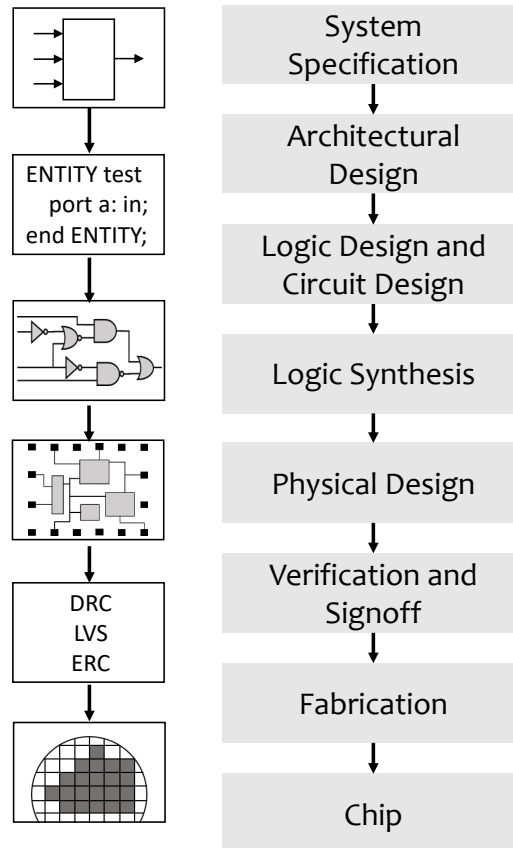 ENTITY test
port a: in;
end ENTITY;
DRC
LVS
ERC
System
Specification
Architectural
Design
Logic Design and
Circuit Design
Logic Synthesis
Physical Design
Verification and
Signoff
Fabrication
Chip